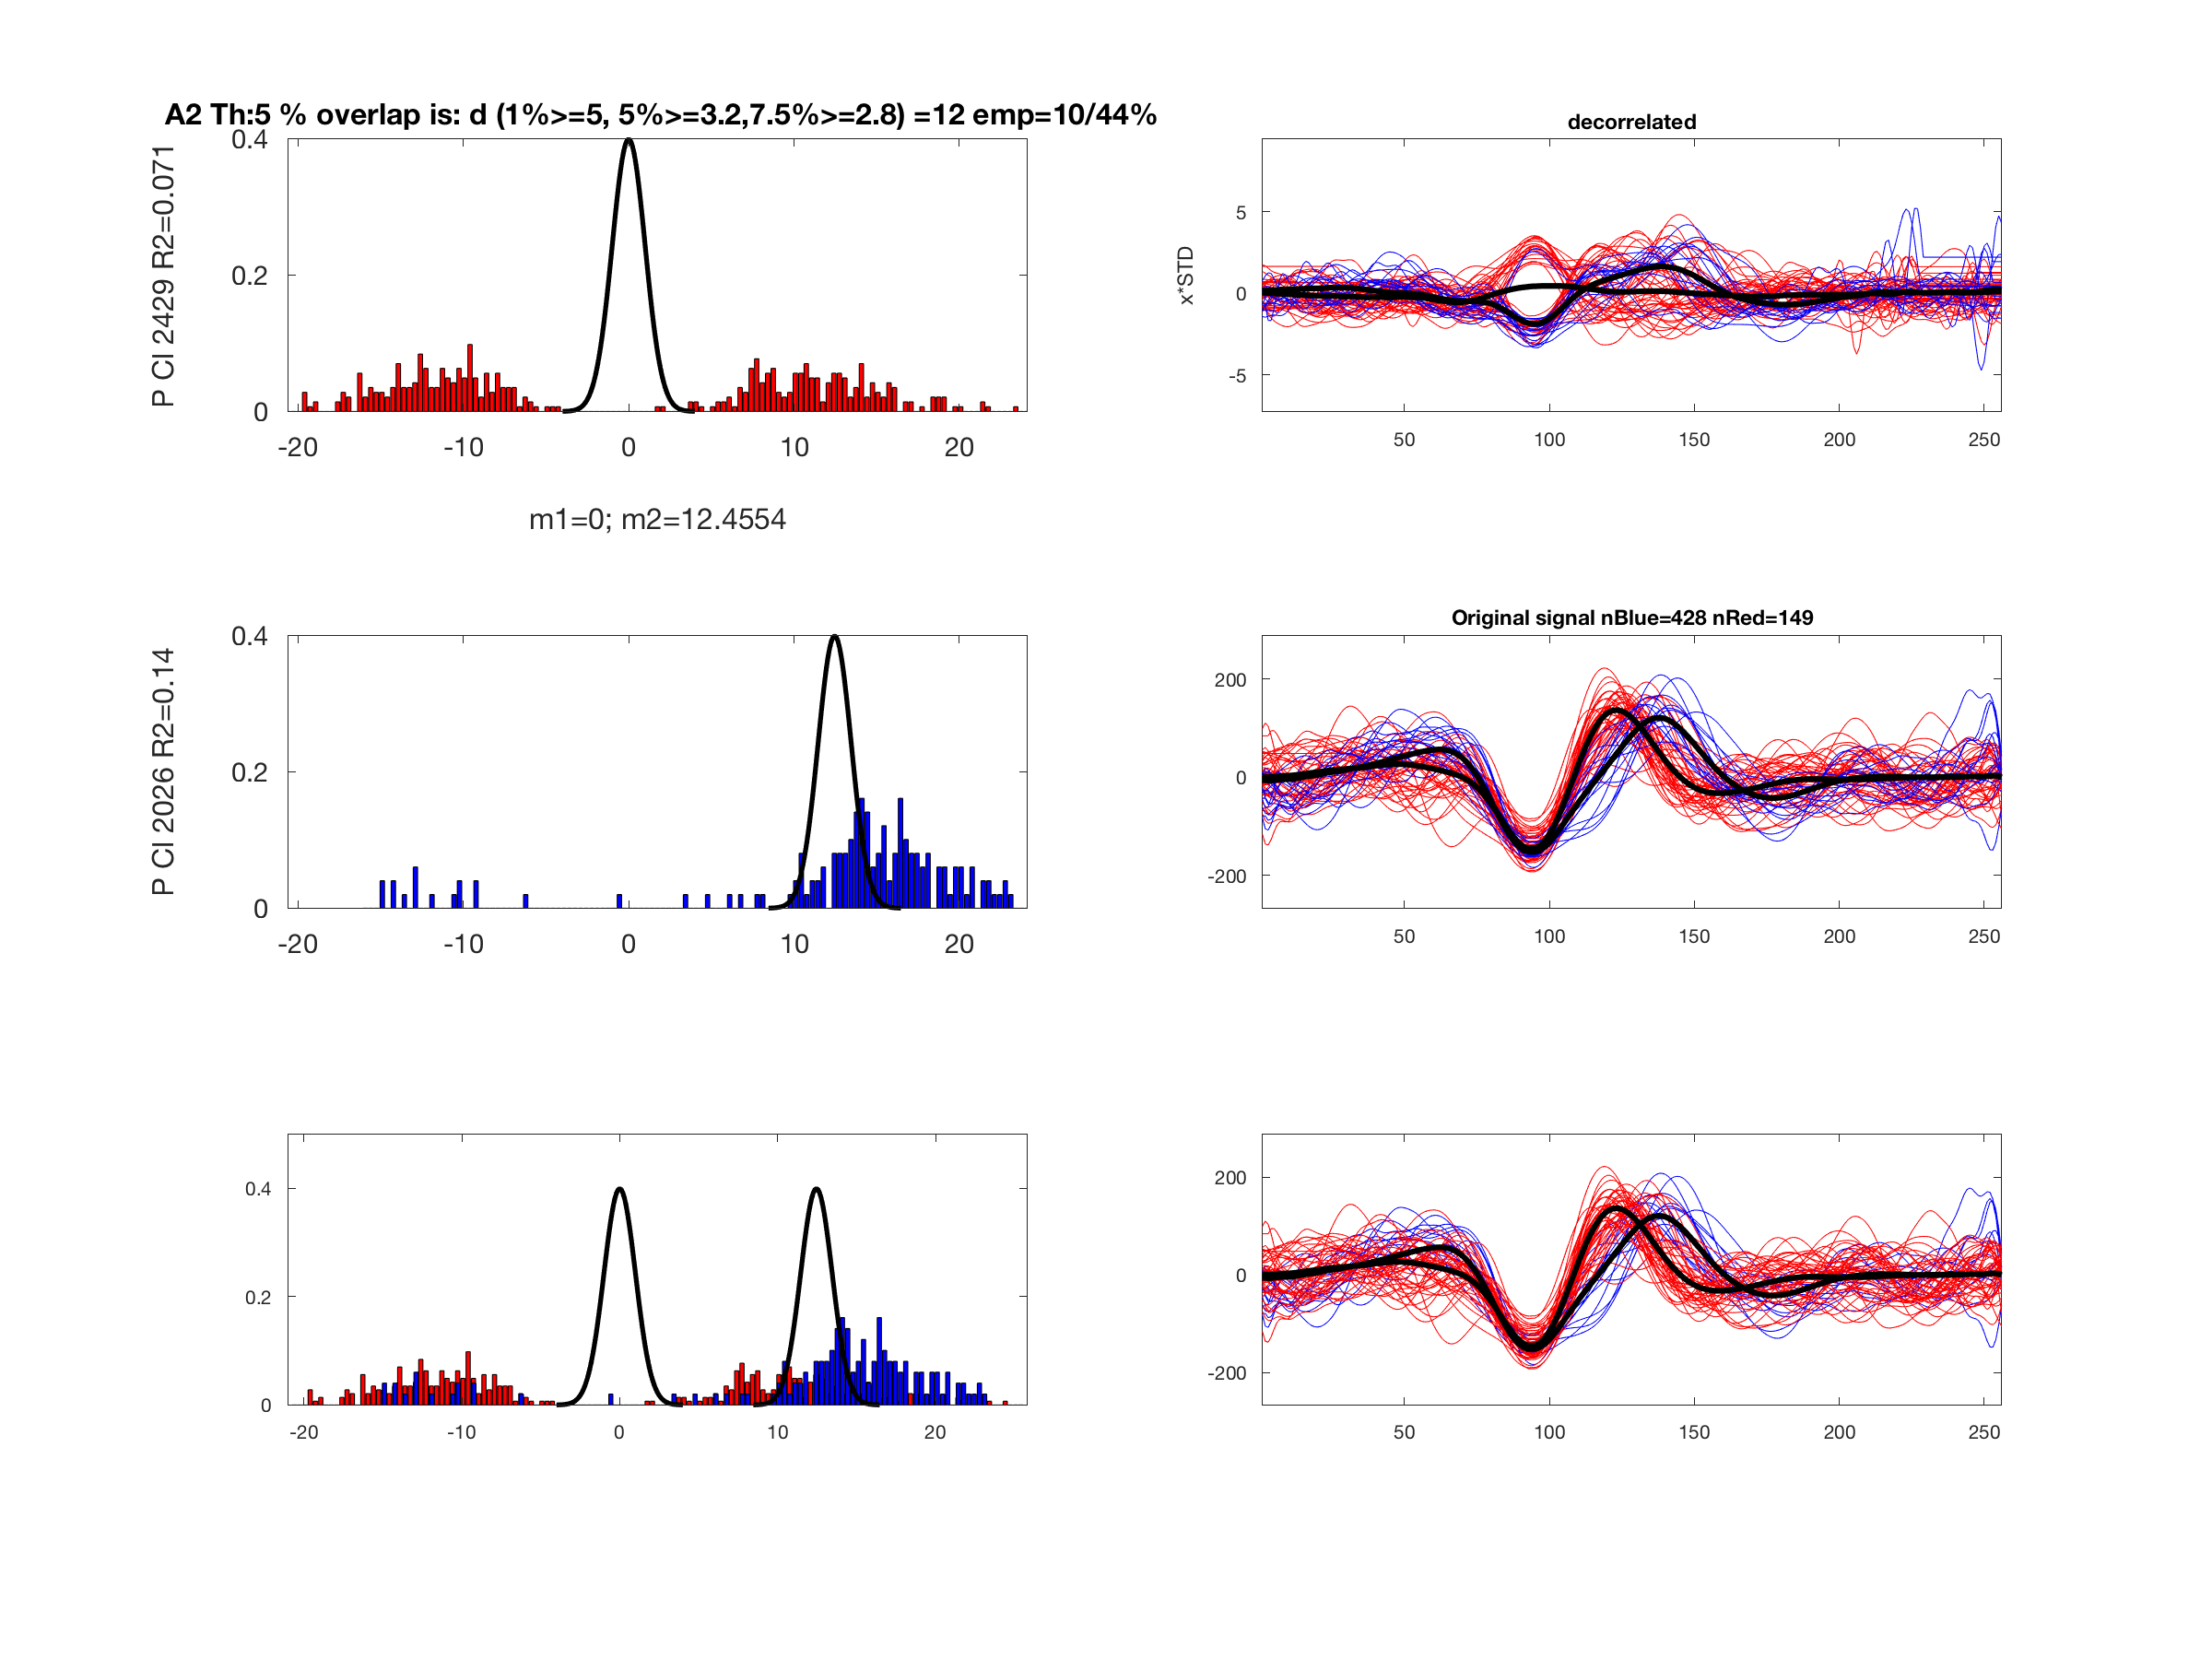 A2 Th:5 % overlap is: d (1%>=5, 5%>=3.2,7.5%>=2.8) =12 emp=10/44%
P Cl 2429 R2=0.071
0.4
0.2
0
-20 -10 0 10 20
m1=0; m2=12.4554
decorrelated
x*STD
5
0
-5
50 100 150 200 250
P Cl 2026 R2=0.14
0.4
0.2
0
-20 -10 0 10 20
Original signal nBlue=428 nRed=149
200
0
-200
50 100 150 200 250
0.4
0.2
0
-20 -10 0 10 20
200
0
-200
50 100 150 200 250